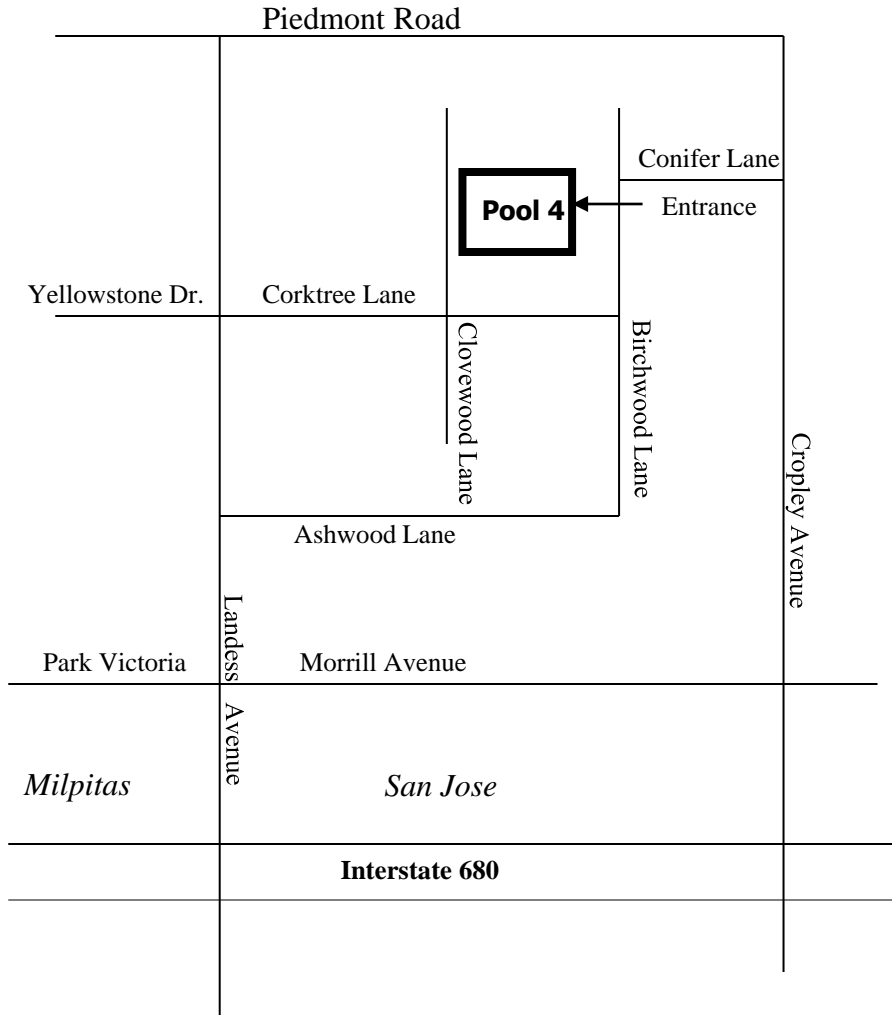 Piedmont Road
Conifer Lane
Pool 4
Entrance
Yellowstone Dr.
Corktree Lane
Clovewood Lane
Birchwood Lane
Cropley Avenue
Ashwood Lane
Landess Avenue
Park Victoria
Morrill Avenue
Milpitas
San Jose
Interstate 680